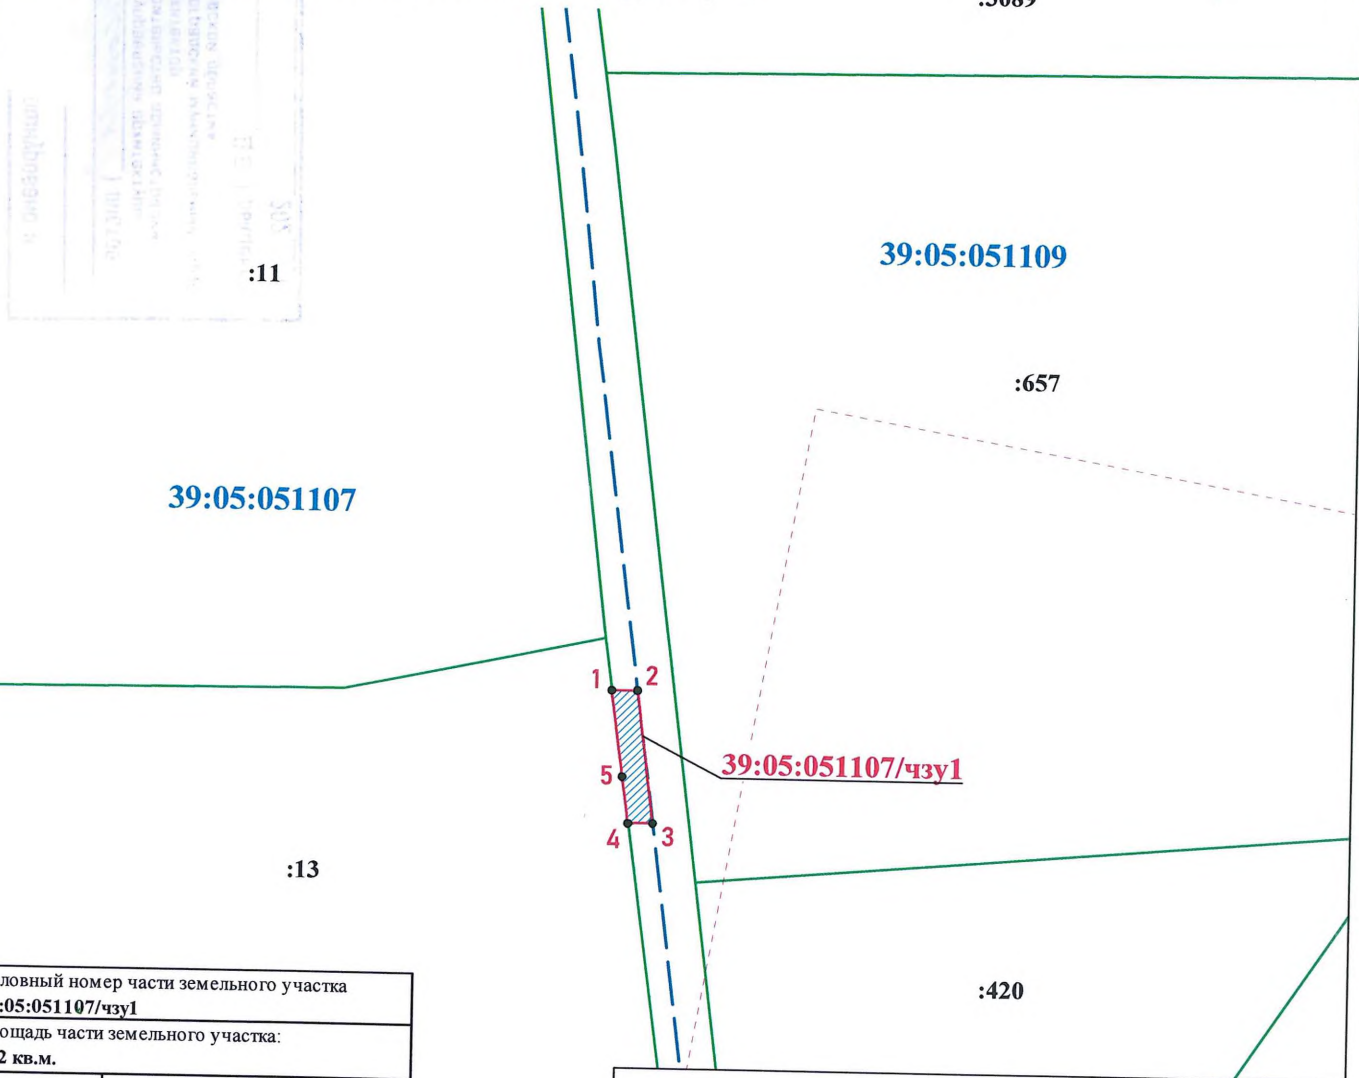 :3089
:11
39:05:051109
:657
39:05:051107
1
2
39:05:051107/чзу1
5
4
3
:13
:420
ловный номер части земельного участка
:05:051107/чзу1
ощадь части земельного участка:
2 кв.м.